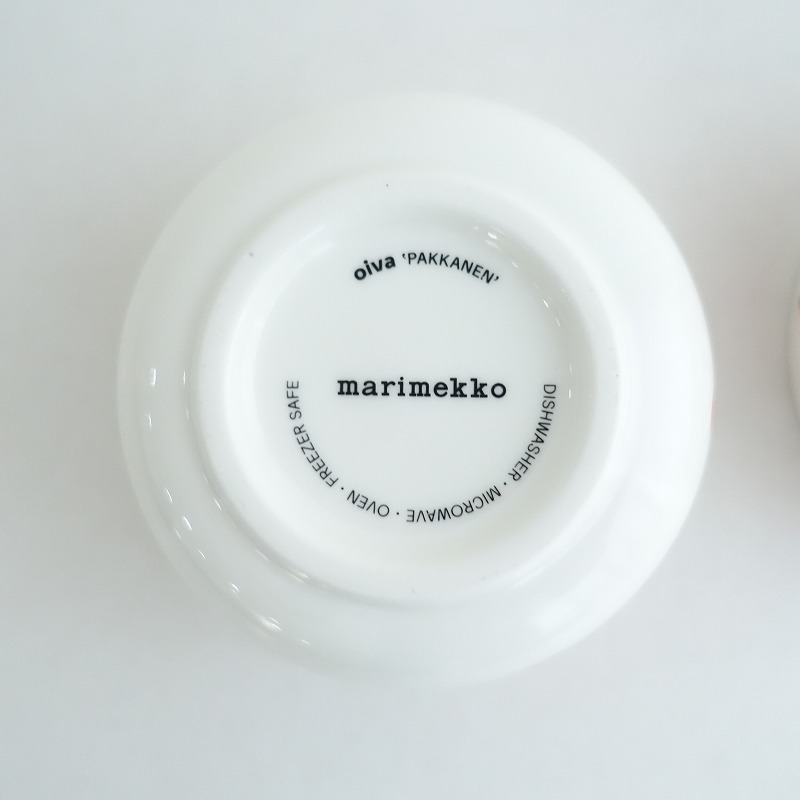 oiva 'PAKKANEN'
marimekko
DISHWASHER · MICROWAVE · OVEN · FREEZER SAFE